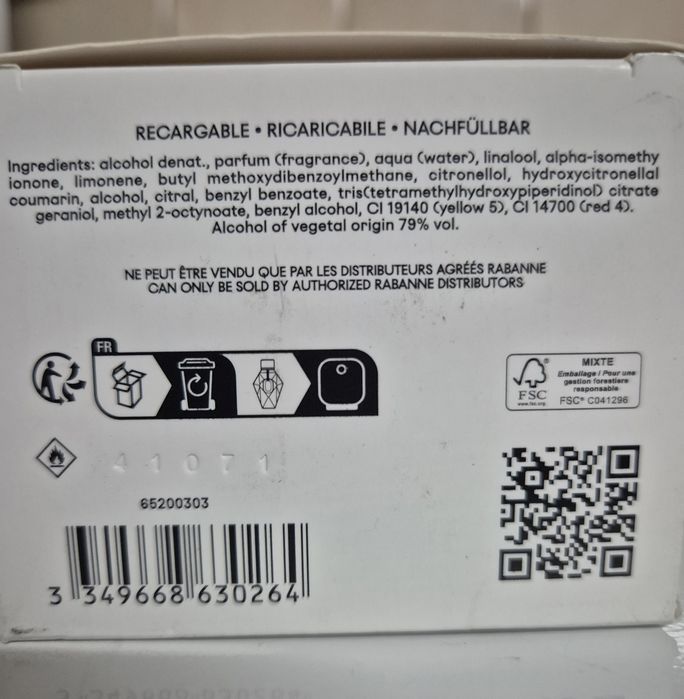 RECARGABLE • RICARICABILE • NACHFÜLLBAR
Ingredients: alcohol denat., parfum (fragrance), aqua (water), linalool, alpha-isomethy
ionone, limonene, butyl methoxydibenzoylmethane, citronellol, hydroxycitronellal
coumarin, alcohol, citral, benzyl benzoate, tris(tetramethylhydroxypiperidinol) citrate
geraniol, methyl 2-octynoate, benzyl alcohol, CI 19140 (yellow 5), CI 14700 (red 4).
Alcohol of vegetal origin 79% vol.
NE PEUT ÊTRE VENDU QUE PAR LES DISTRIBUTEURS AGRÉÉS RABANNE
CAN ONLY BE SOLD BY AUTHORIZED RABANNE DISTRIBUTORS
FR
FSC®
www.fsc.org
MIXTE
Emballage | Pour une
gestion forestière
responsable
FSC® C041296
41071
65200303
3 349668 630264